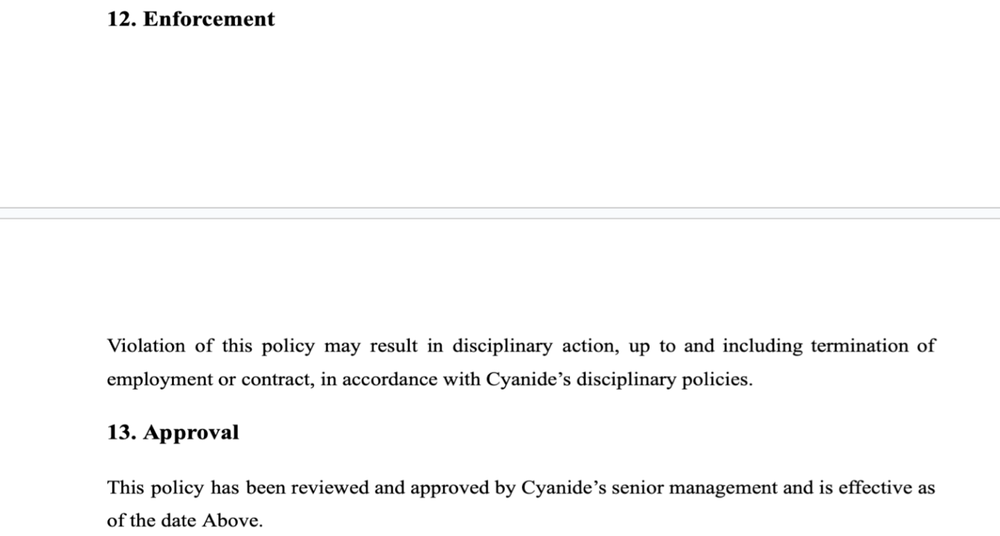 12. Enforcement
Violation of this policy may result in disciplinary action, up to and including termination of
employment or contract, in accordance with Cyanide’s disciplinary policies.
13. Approval
This policy has been reviewed and approved by Cyanide’s senior management and is effective as
of the date Above.